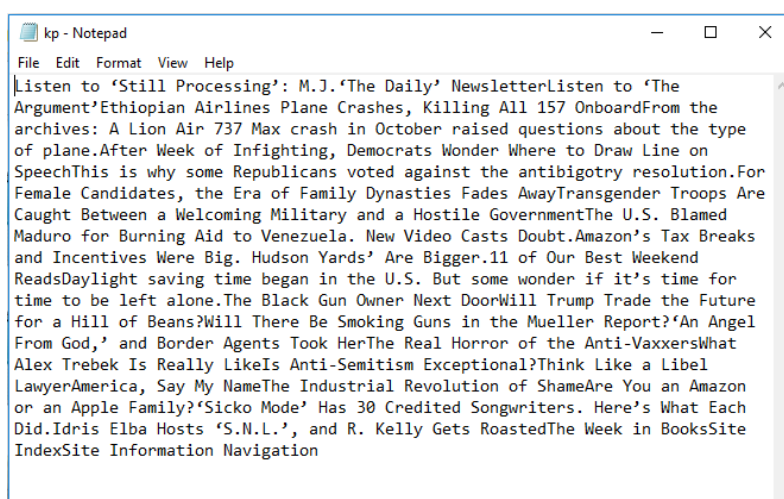 kp - Notepad
File Edit Format View Help
Listen to ‘Still Processing’: M.J.‘The Daily’ NewsletterListen to ‘The
Argument’Ethiopian Airlines Plane Crashes, Killing All 157 OnboardFrom the
archives: A Lion Air 737 Max crash in October raised questions about the type
of plane.After Week of Infighting, Democrats Wonder Where to Draw Line on
SpeechThis is why some Republicans voted against the antibigotry resolution.For
Female Candidates, the Era of Family Dynasties Fades AwayTransgender Troops Are
Caught Between a Welcoming Military and a Hostile GovernmentThe U.S. Blamed
Maduro for Burning Aid to Venezuela. New Video Casts Doubt.Amazon’s Tax Breaks
and Incentives Were Big. Hudson Yards’ Are Bigger.11 of Our Best Weekend
ReadsDaylight saving time began in the U.S. But some wonder if it’s time for
time to be left alone.The Black Gun Owner Next DoorWill Trump Trade the Future
for a Hill of Beans?Will There Be Smoking Guns in the Mueller Report?‘An Angel
From God,’ and Border Agents Took HerThe Real Horror of the Anti-VaxxersWhat
Alex Trebek Is Really LikeIs Anti-Semitism Exceptional?Think Like a Libel
LawyerAmerica, Say My NameThe Industrial Revolution of ShameAre You an Amazon
or an Apple Family?‘Sicko Mode’ Has 30 Credited Songwriters. Here’s What Each
Did.Idris Elba Hosts ‘S.N.L.’, and R. Kelly Gets RoastedThe Week in BooksSite
IndexSite Information Navigation